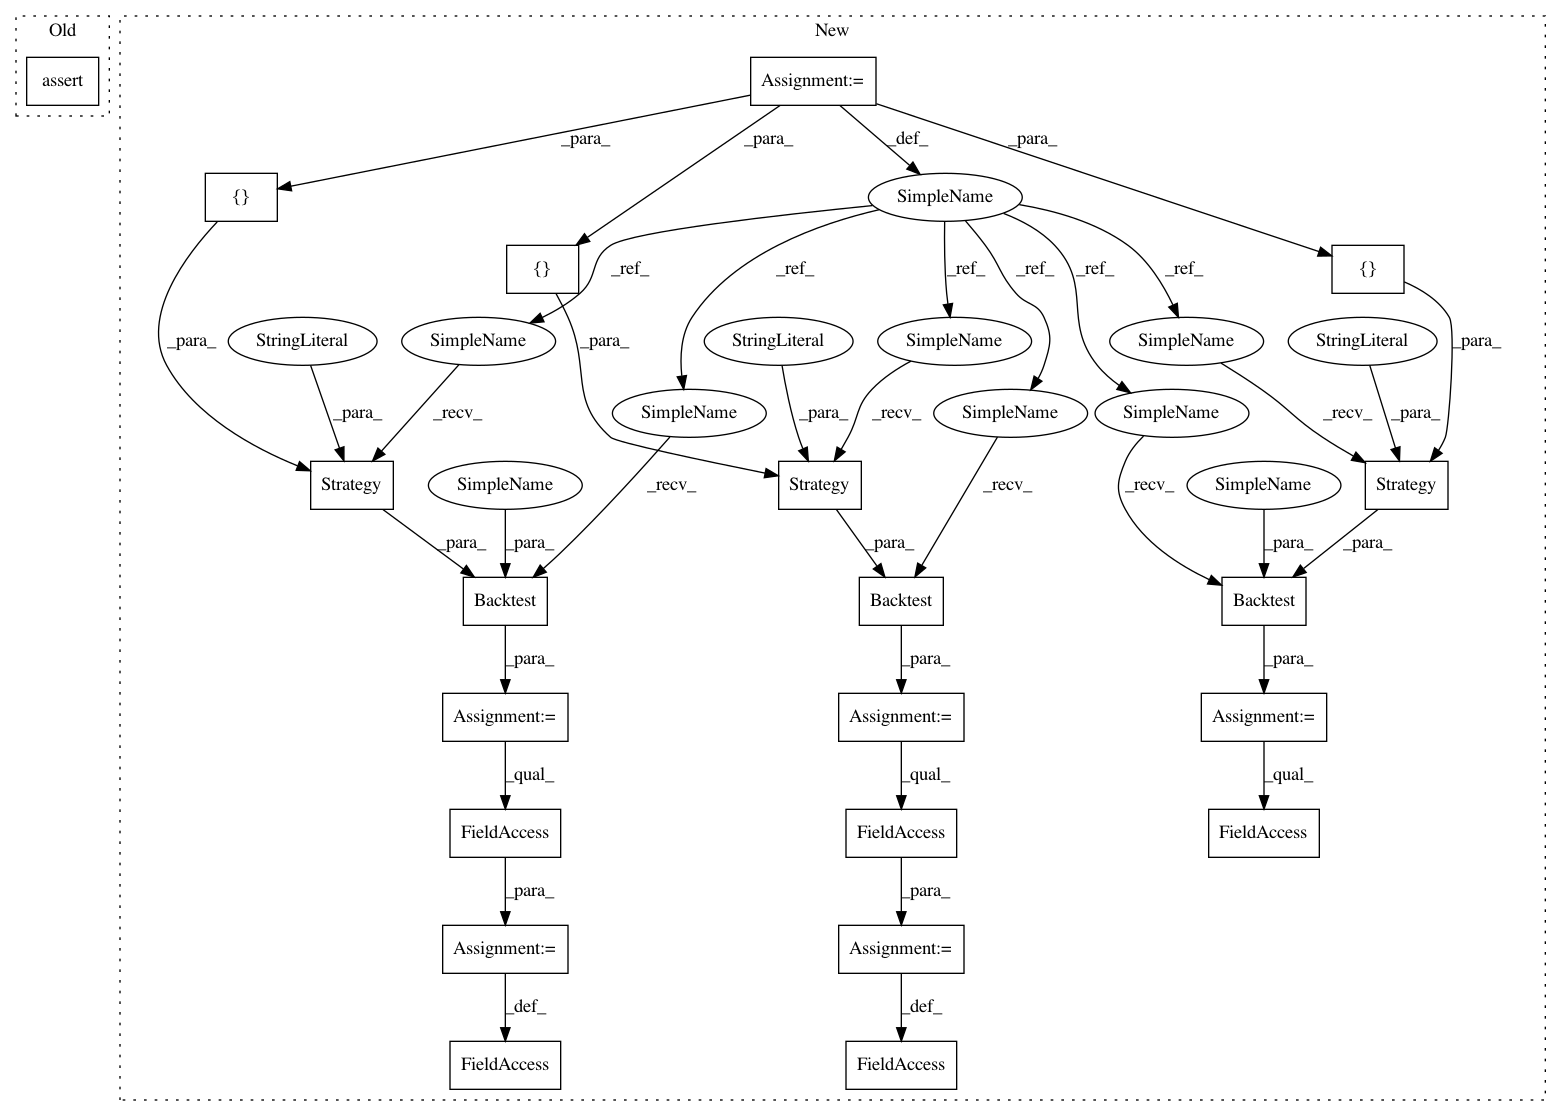 Old
New
assert
Assignment:=
_para_
_para_
_def_
_para_
{}
SimpleName
{}
{}
_ref_
_ref_
_ref_
_ref_
_ref_
_ref_
_para_
StringLiteral
SimpleName
_para_
StringLiteral
SimpleName
SimpleName
StringLiteral
_para_
_para_
_recv_
SimpleName
_para_
_recv_
SimpleName
SimpleName
_recv_
_para_
Strategy
SimpleName
_recv_
Strategy
_recv_
_recv_
SimpleName
Strategy
_para_
_para_
_para_
_para_
_para_
Backtest
Backtest
Backtest
_para_
_para_
_para_
Assignment:=
Assignment:=
Assignment:=
_qual_
_qual_
_qual_
FieldAccess
FieldAccess
FieldAccess
_para_
_para_
Assignment:=
Assignment:=
_def_
_def_
FieldAccess
FieldAccess